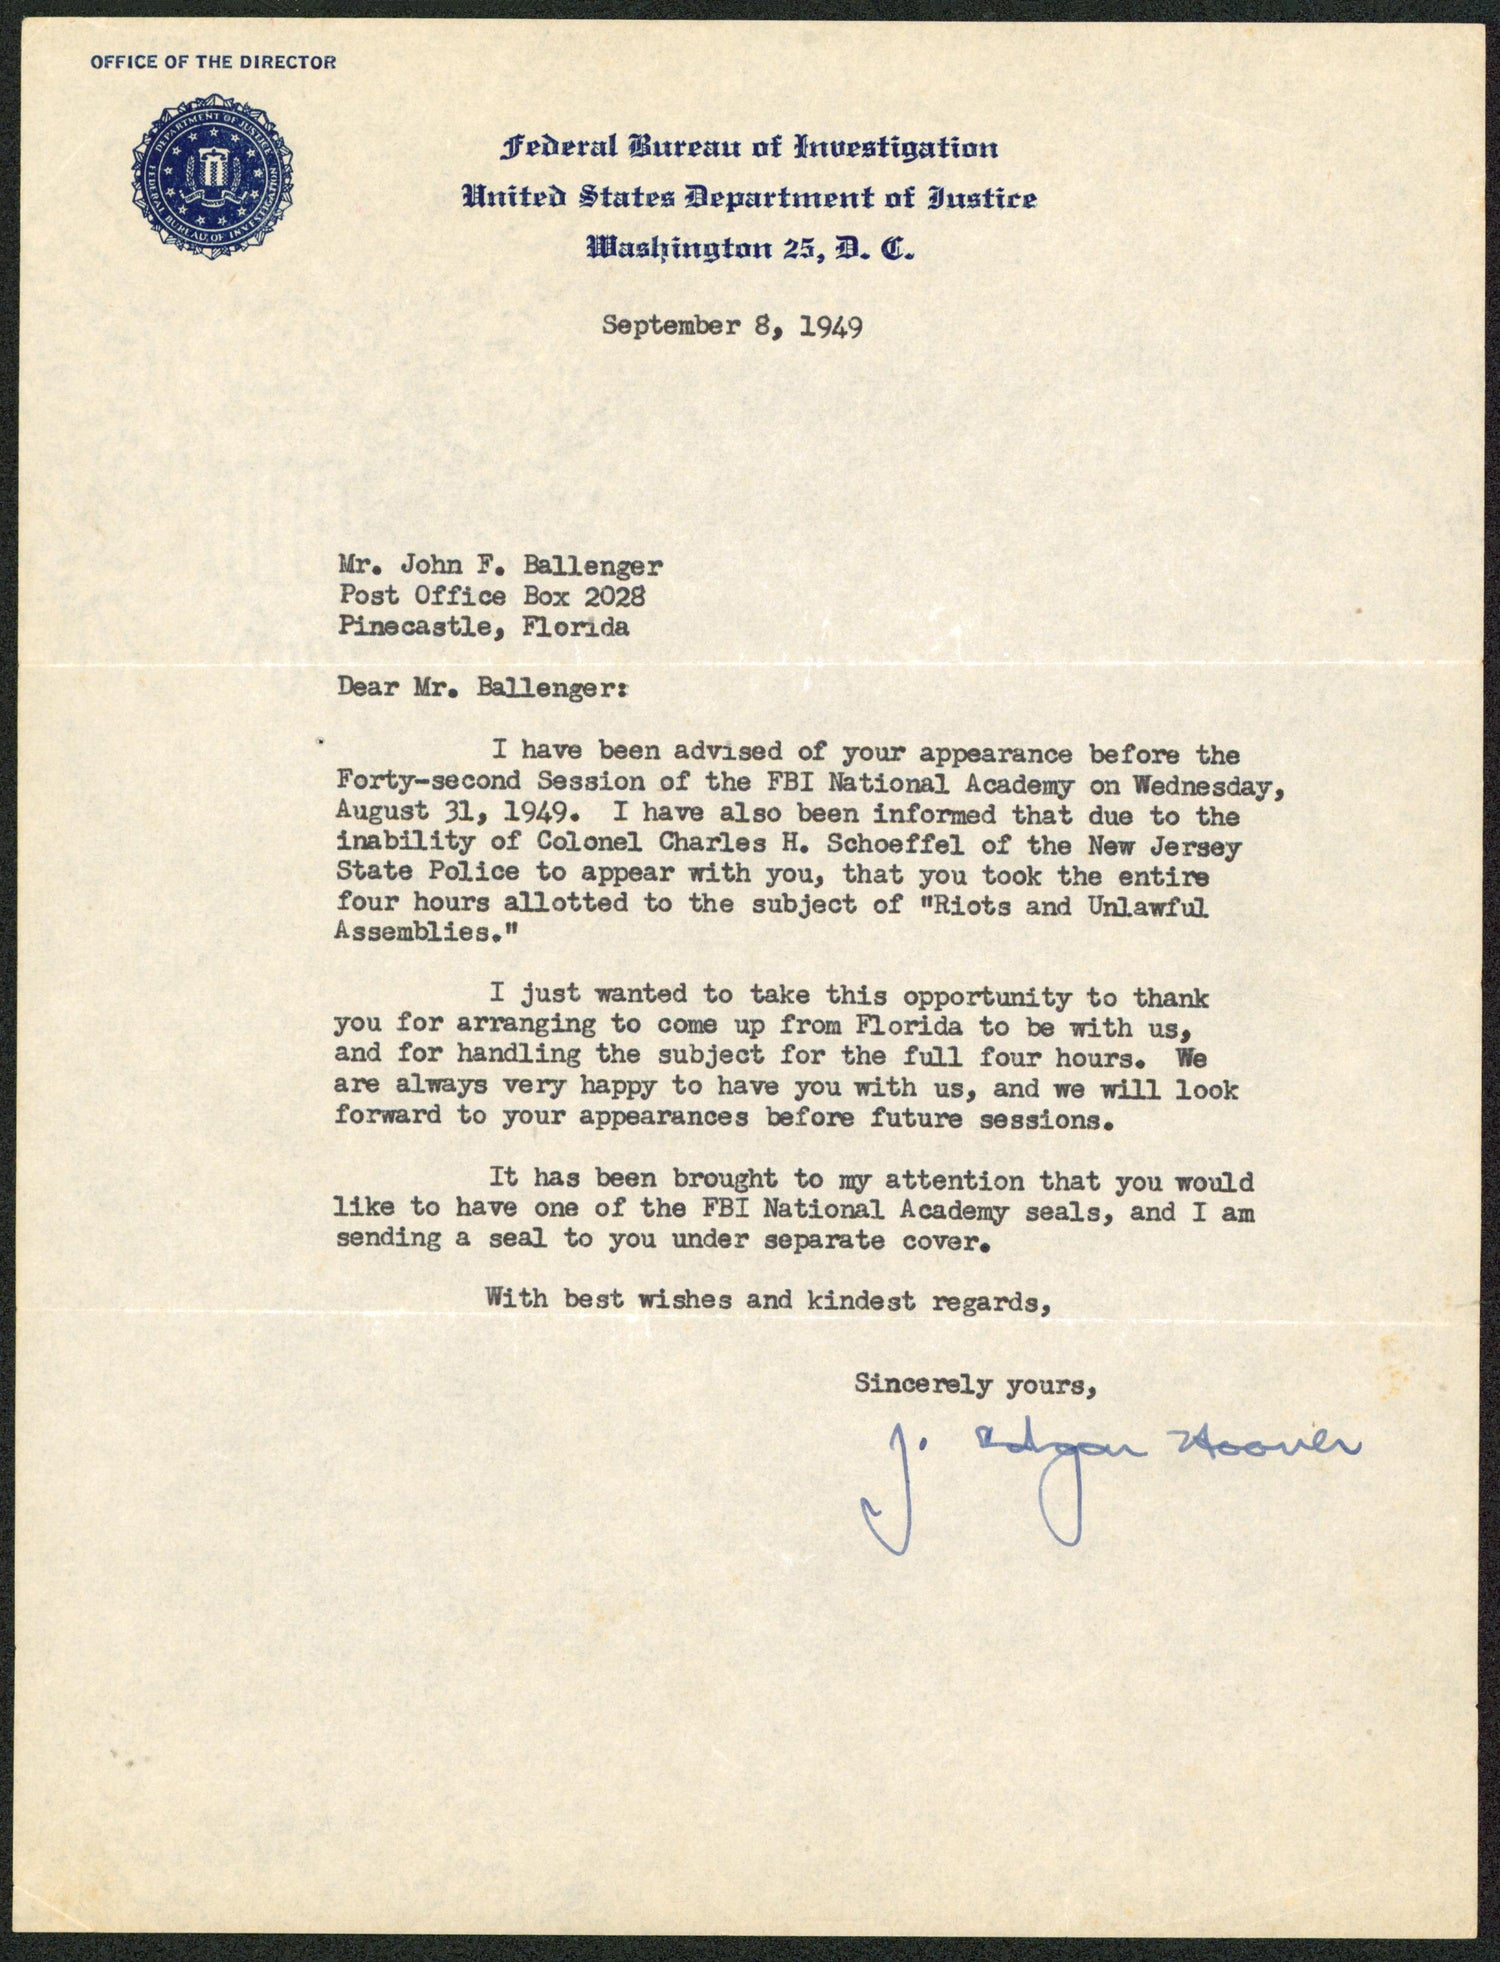 OFFICE OF THE DIRECTOR
DEPARTMENT OF JUSTICE
FEDERAL BUREAU OF INVESTIGATION
Federal Bureau of Investigation
United States Department of Justice
Washington 25, D. C.
September 8, 1949
Mr. John F. Ballenger
Post Office Box 2028
Pinecastle, Florida
Dear Mr. Ballenger:
I have been advised of your appearance before the
Forty-second Session of the FBI National Academy on Wednesday,
August 31, 1949. I have also been informed that due to the
inability of Colonel Charles H. Schoeffel of the New Jersey
State Police to appear with you, that you took the entire
four hours allotted to the subject of "Riots and Unlawful
Assemblies."
I just wanted to take this opportunity to thank
you for arranging to come up from Florida to be with us,
and for handling the subject for the full four hours. We
are always very happy to have you with us, and we will look
forward to your appearances before future sessions.
It has been brought to my attention that you would
like to have one of the FBI National Academy seals, and I am
sending a seal to you under separate cover.
With best wishes and kindest regards,
Sincerely yours,
J. Edgar Hoover